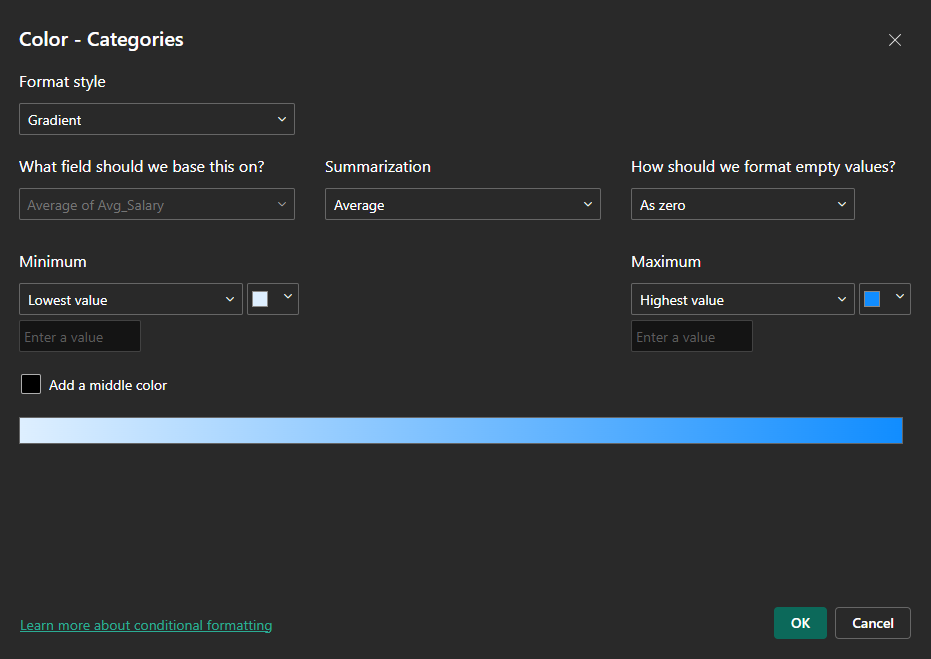 Color - Categories
Format style
Gradient
What field should we base this on? Summarization How should we format empty values?
Average of Avg_Salary Average As zero
Minimum Maximum
Lowest value Highest value
Enter a value Enter a value
Add a middle color
Learn more about conditional formatting OK Cancel